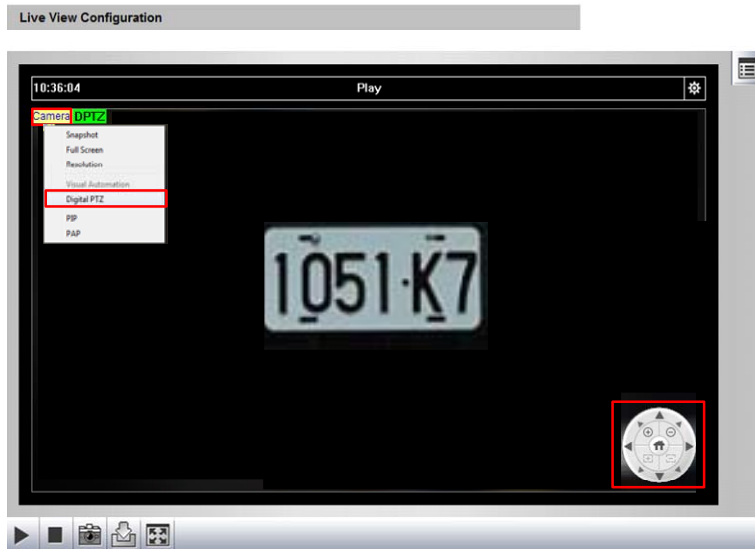 Live View Configuration
10:36:04 Play
Camera DPTZ
Snapshot
Full Screen
Resolution
Visual Automation
Digital PTZ
PIP
PAP
1051·K7